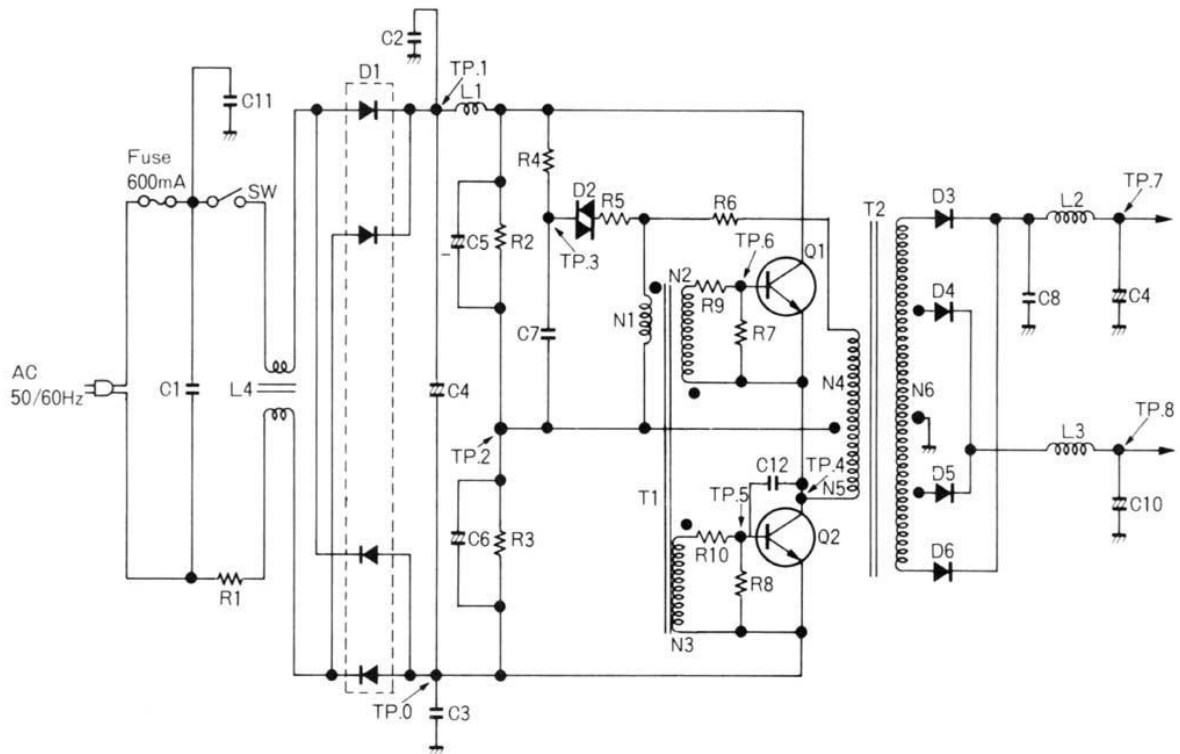 C2
TP.1
D1
L1
C11
Fuse
600mA
SW
R4
D2
R5
R6
T2
D3
L2
TP.7
C5
R2
TP.3
TP.6
Q1
N2
R9
D4
C8
C4
N1
R7
C7
AC
50/60Hz
C1
L4
C4
N4
N6
TP.8
TP.2
C12
TP.4
L3
T1
TP.5
N5
D5
C6
R3
R10
Q2
C10
R1
R8
D6
N3
TP.0
C3